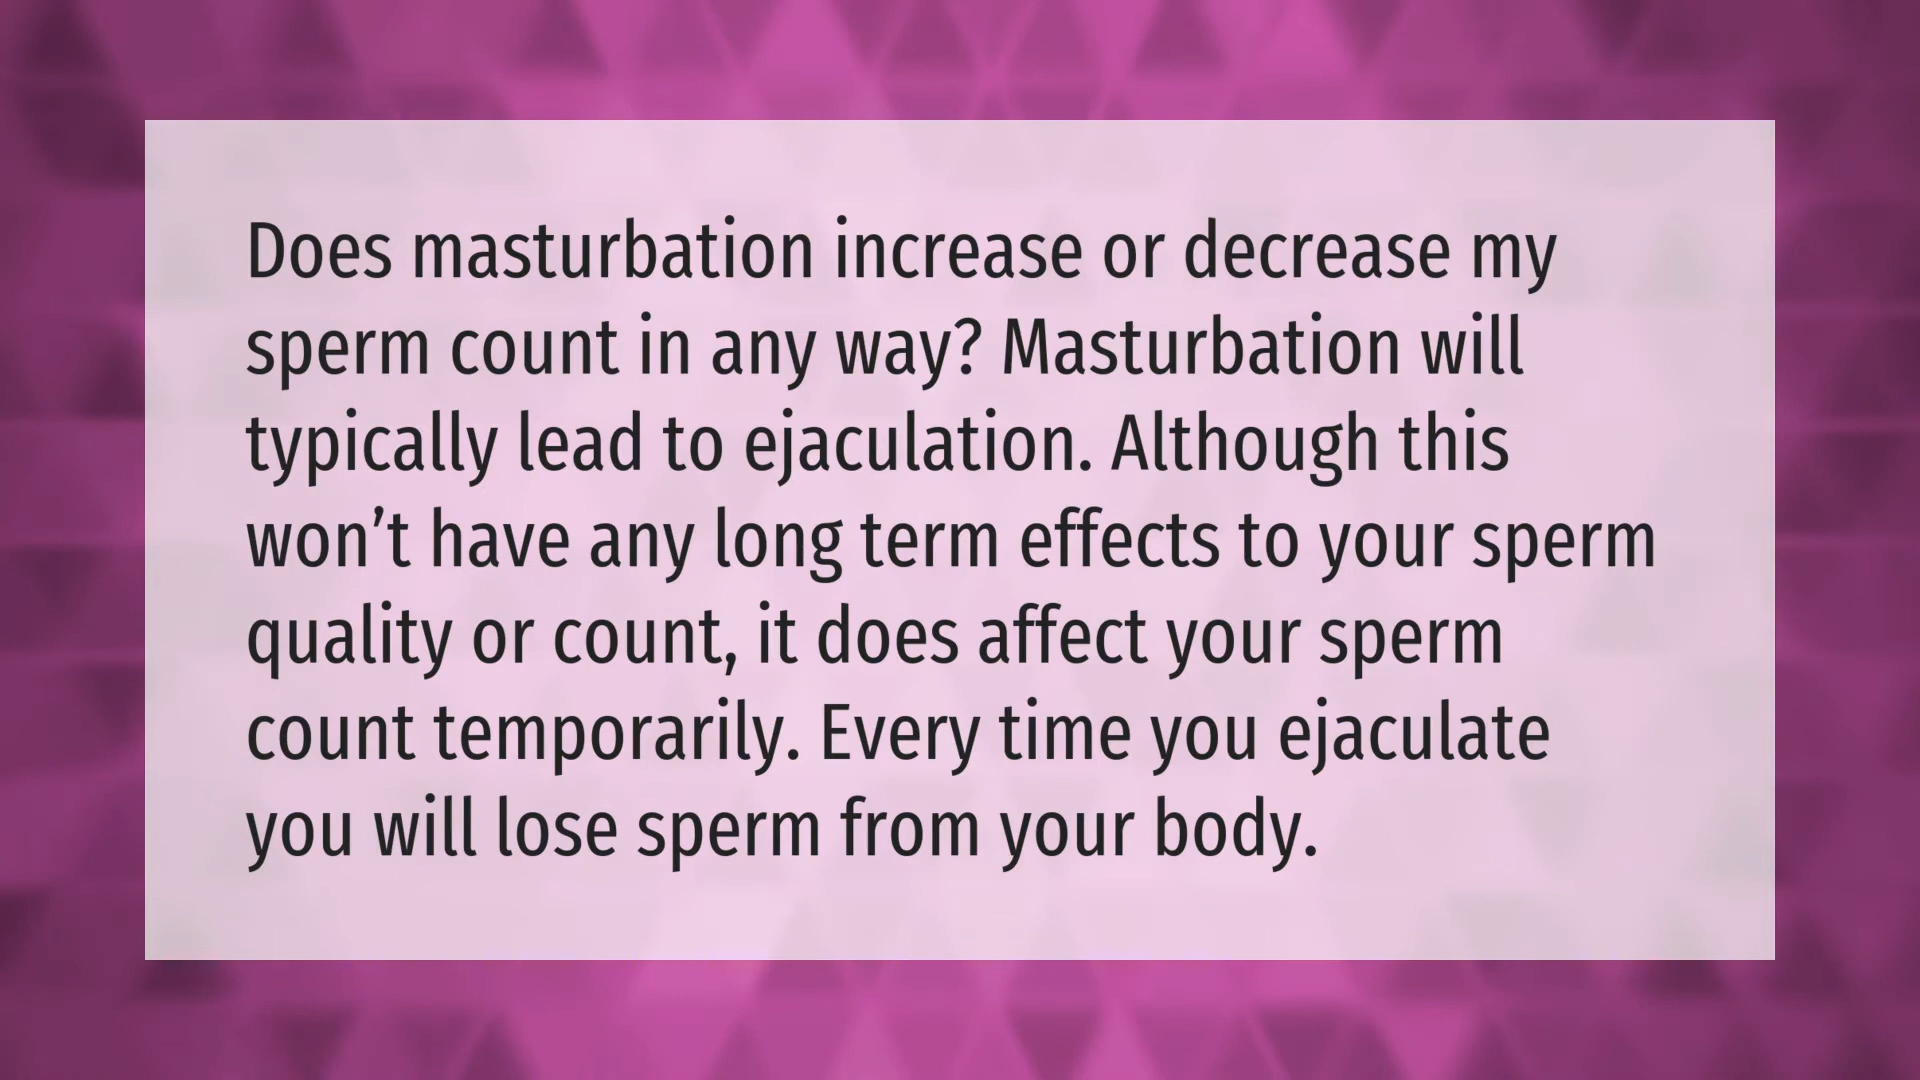 Does masturbation increase or decrease my
sperm count in any way? Masturbation will
typically lead to ejaculation. Although this
won’t have any long term effects to your sperm
quality or count, it does affect your sperm
count temporarily. Every time you ejaculate
you will lose sperm from your body.